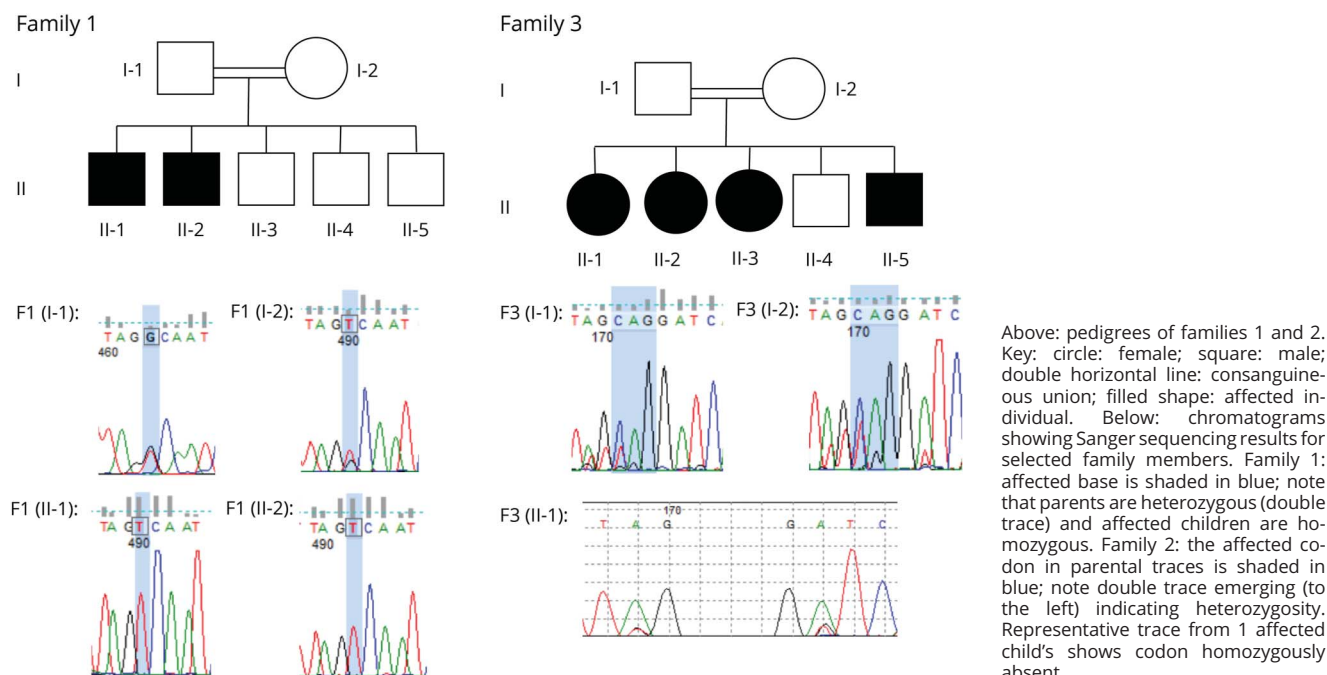 Family 1
I-1
I-2
I
II
II-1 II-2 II-3 II-4 II-5
F1 (I-1):
T A G G C A A T
460
F1 (I-2):
T A G T C A A T
490
F1 (II-1):
T A G T C A A T
490
F1 (II-2):
T A G T C A A T
490
Family 3
I-1
I-2
I
II
II-1 II-2 II-3 II-4 II-5
F3 (I-1):
T A G C A G G A T C
170
F3 (I-2):
T A G C A G G A T C
170
F3 (II-1):
170
T A G G A T C
Above: pedigrees of families 1 and 2.
Key: circle: female; square: male;
double horizontal line: consanguine-
ous union; filled shape: affected in-
dividual. Below: chromatograms
showing Sanger sequencing results for
selected family members. Family 1:
affected base is shaded in blue; note
that parents are heterozygous (double
trace) and affected children are ho-
mozygous. Family 2: the affected co-
don in parental traces is shaded in
blue; note double trace emerging (to
the left) indicating heterozygosity.
Representative trace from 1 affected
child's shows codon homozygously
absent